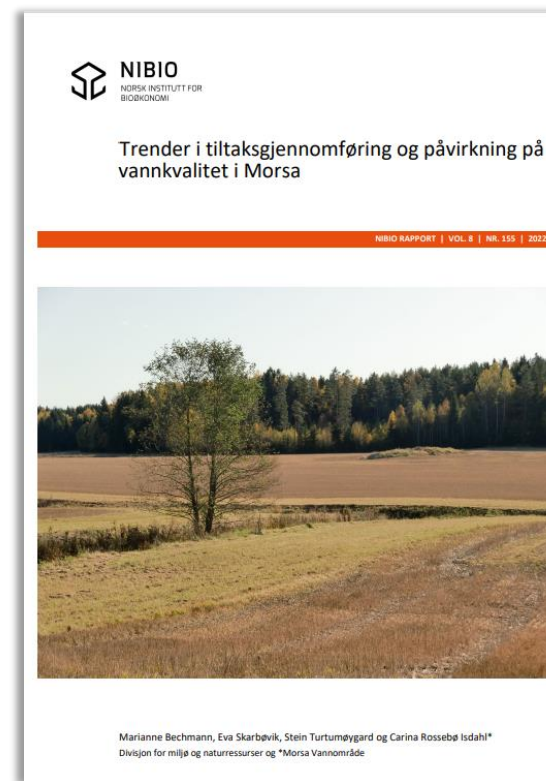 NIBIO
NORSK INSTITUTT FOR
BIOØKONOMI
Trender i tiltaksgjennomføring og påvirkning på
vannkvalitet i Morsa
NIBIO RAPPORT | VOL. 8 | NR. 155 | 2022
Marianne Bechmann, Eva Skarbøvik, Stein Turtumøygard og Carina Rossebø Isdahl*
Divisjon for miljø og naturressurser og *Morsa Vannområde